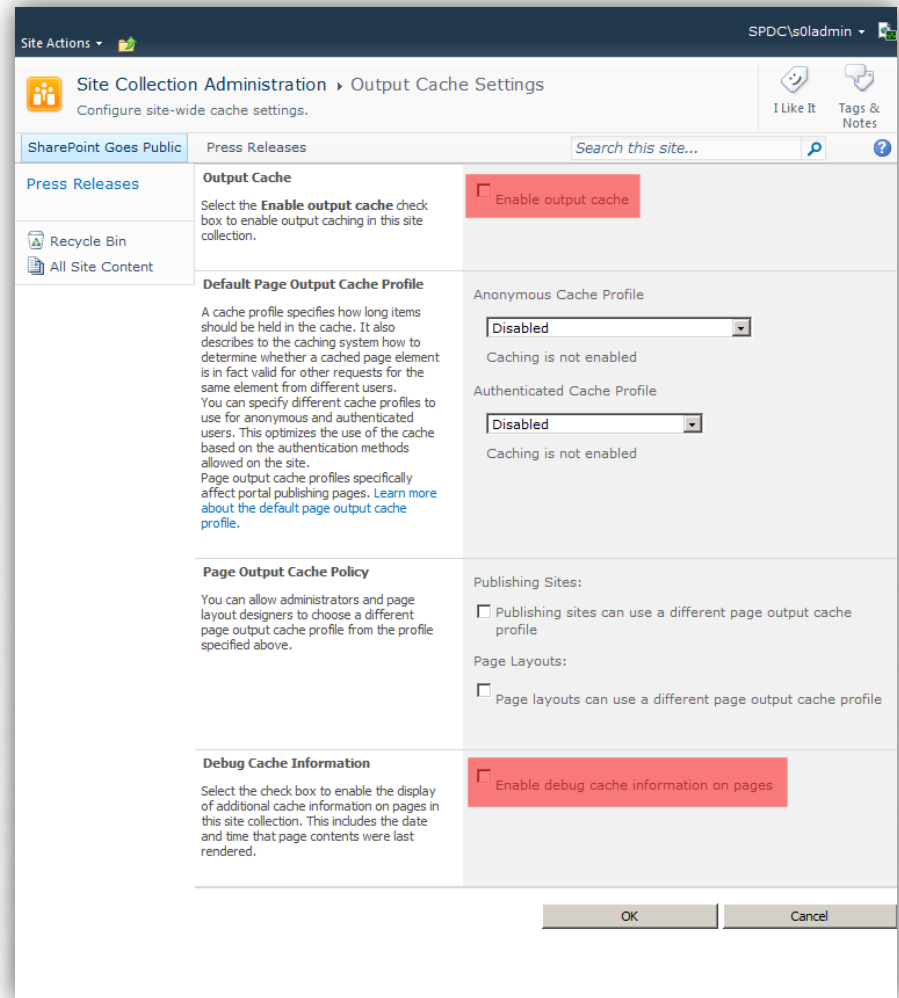 SPDC\s0ladmin
Site Actions
Site Collection Administration Output Cache Settings
Configure site-wide cache settings.
I Like It
Tags &
Notes
SharePoint Goes Public
Press Releases
Search this site...
Press Releases
Recycle Bin
All Site Content
Output Cache
Select the Enable output cache check
box to enable output caching in this site
collection.
Enable output cache
Default Page Output Cache Profile
A cache profile specifies how long items
should be held in the cache. It also
describes to the caching system how to
determine whether a cached page element
is in fact valid for other requests for the
same element from different users.
You can specify different cache profiles to
use for anonymous and authenticated
users. This optimizes the use of the cache
based on the authentication methods
allowed on the site.
Page output cache profiles specifically
affect portal publishing pages. Learn more
about the default page output cache
profile.
Anonymous Cache Profile
Disabled
Caching is not enabled
Authenticated Cache Profile
Disabled
Caching is not enabled
Page Output Cache Policy
You can allow administrators and page
layout designers to choose a different
page output cache profile from the profile
specified above.
Publishing Sites:
Publishing sites can use a different page output cache
profile
Page Layouts:
Page layouts can use a different page output cache profile
Debug Cache Information
Select the check box to enable the display
of additional cache information on pages in
this site collection. This includes the date
and time that page contents were last
rendered.
Enable debug cache information on pages
OK
Cancel